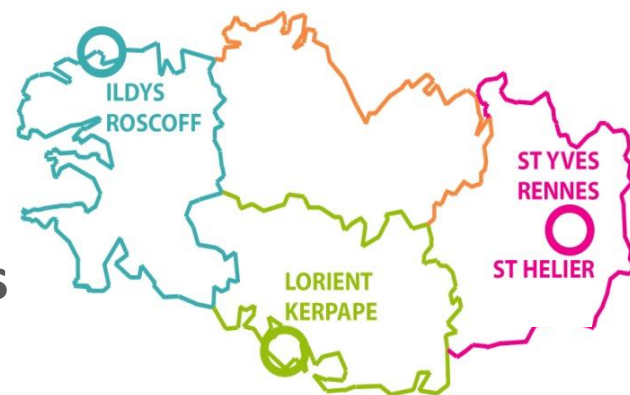 ILDYS
ROSCOFF
ST YVES
RENNES
ST HELIER
LORIENT
KERPAPE
s